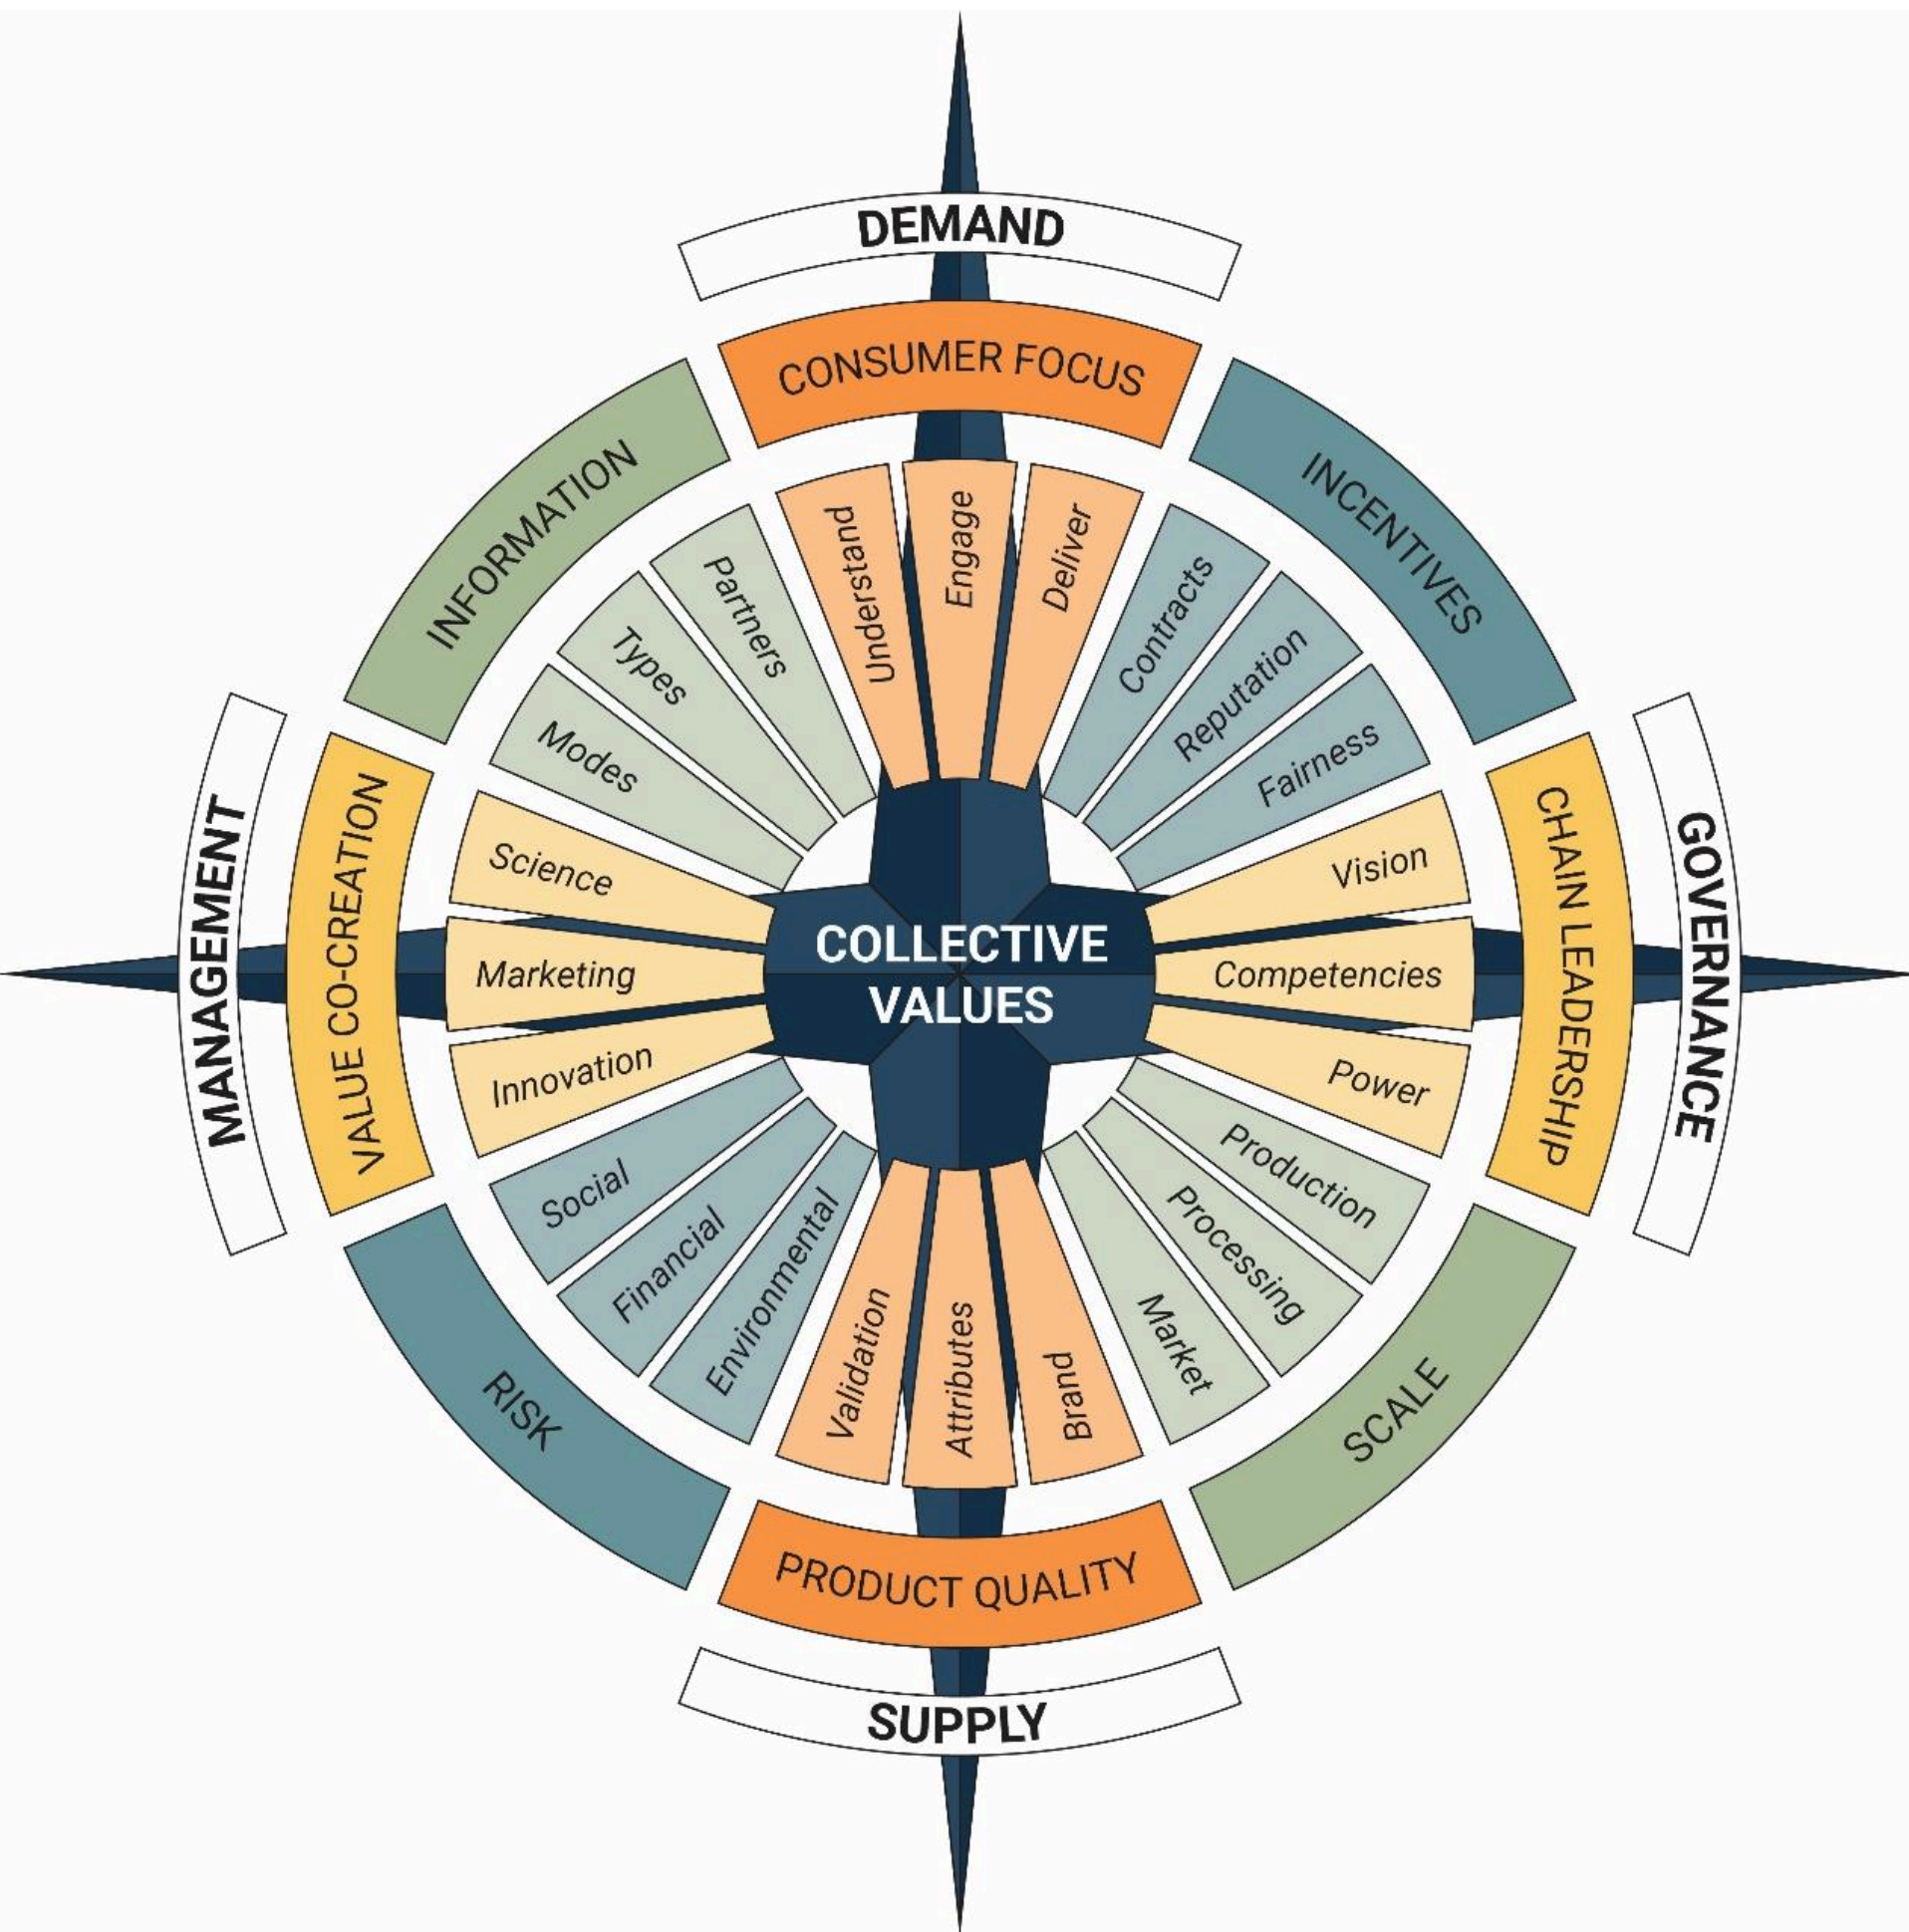 DEMAND
CONSUMER FOCUS
Understand
Engage
Deliver
INCENTIVES
Contracts
Reputation
Fairness
GOVERNANCE
CHAIN LEADERSHIP
Vision
Competencies
Power
SCALE
Production
Processing
Market
SUPPLY
PRODUCT QUALITY
Brand
Attributes
Validation
RISK
Environmental
Financial
Social
MANAGEMENT
VALUE CO-CREATION
Innovation
Marketing
Science
INFORMATION
Modes
Types
Partners
COLLECTIVE
VALUES